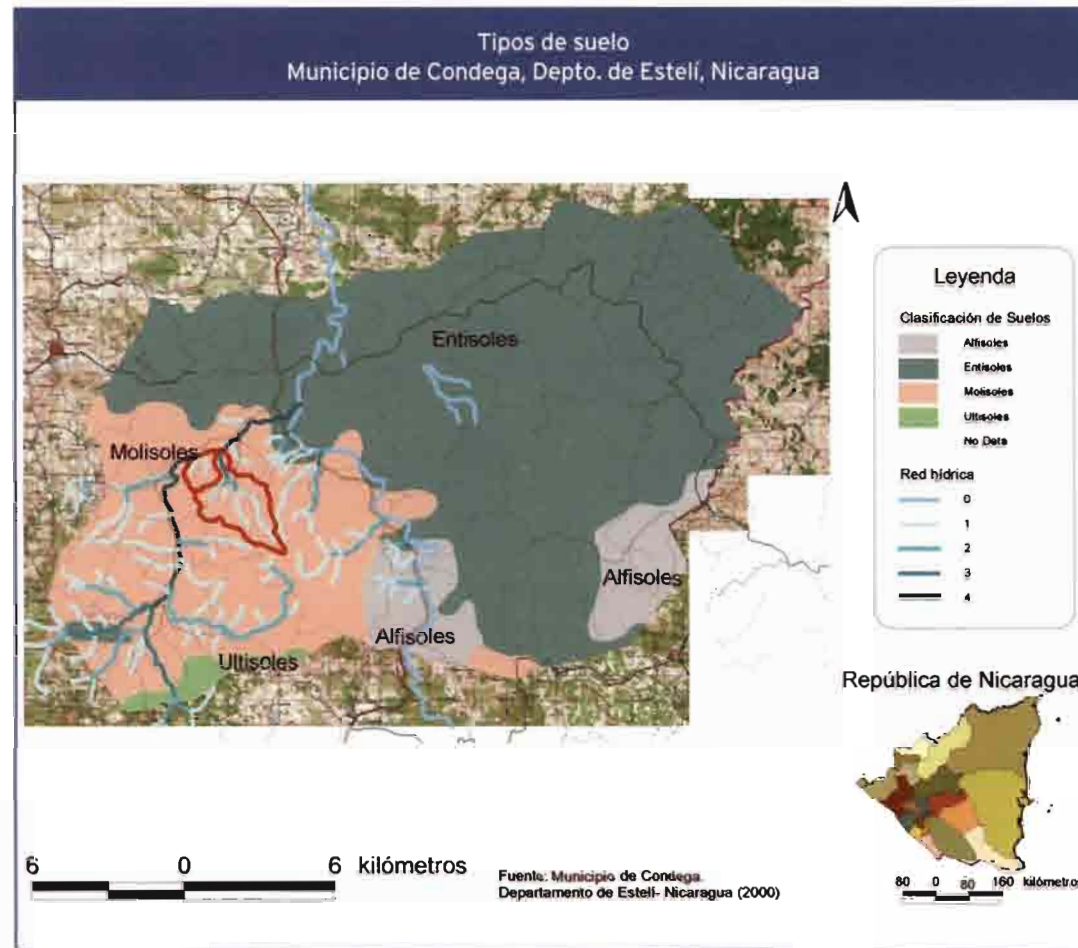 Tipos de suelo
Municipio de Condega, Depto. de Estelí, Nicaragua
Entisoles
Molisoles
Alfisoles
Alfisoles
Ultisoles
Leyenda
Clasificación de Suelos
Alfisoles
Entisoles
Molisoles
Ultisoles
No Data
Red hídrica
0
1
2
3
4
República de Nicaragua
6 0 6 kilómetros
Fuente: Municipio de Condega.
Departamento de Estelí- Nicaragua (2000)
80 0 80 160 kilómetros